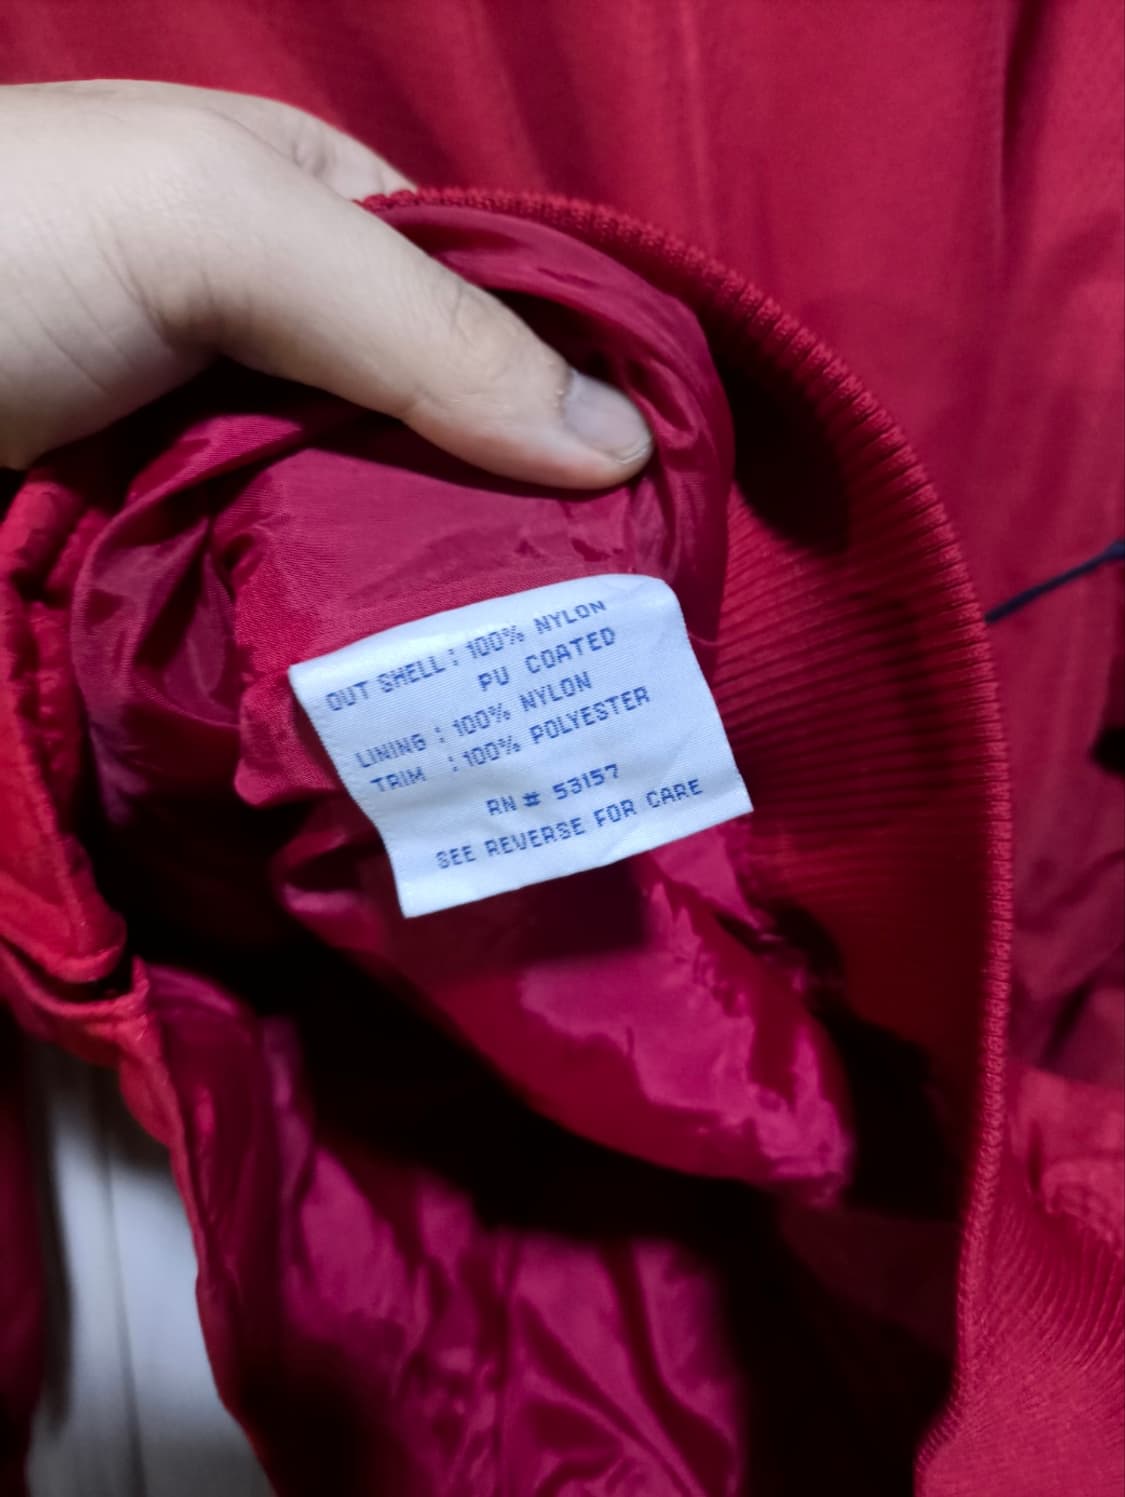 OUT SHELL : 100% NYLON
PU COATED
LINING : 100% NYLON
TRIM : 100% POLYESTER
RN # 53157
SEE REVERSE FOR CARE